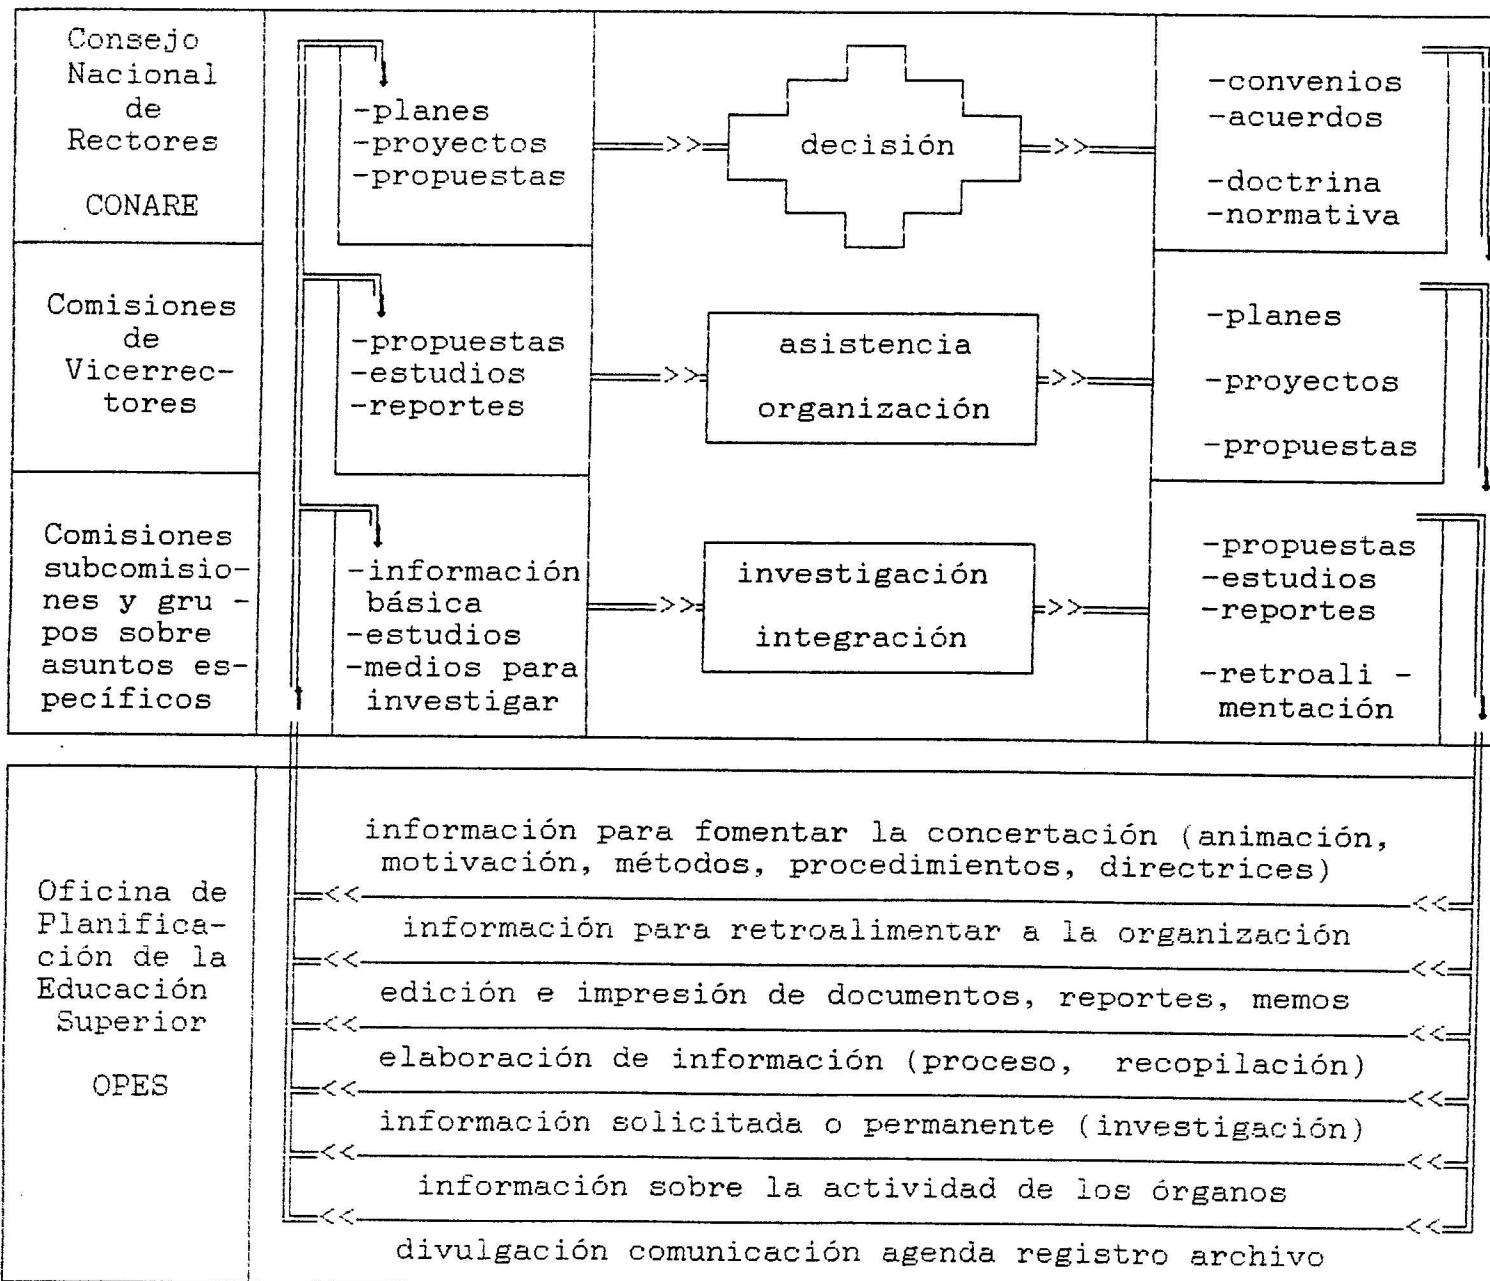 Consejo
Nacional
de
Rectores
CONARE
-planes
-proyectos
-propuestas
decisión
-convenios
-acuerdos
-doctrina
-normativa
Comisiones
de
Vicerrec-
tores
-propuestas
-estudios
-reportes
asistencia
organización
-planes
-proyectos
-propuestas
Comisiones
subcomisio-
nes y gru -
pos sobre
asuntos es-
pecíficos
-información
básica
-estudios
-medios para
investigar
investigación
integración
-propuestas
-estudios
-reportes
-retroali -
mentación
Oficina de
Planifica-
ción de la
Educación
Superior
OPES
información para fomentar la concertación (animación,
motivación, métodos, procedimientos, directrices)
información para retroalimentar a la organización
edición e impresión de documentos, reportes, memos
elaboración de información (proceso, recopilación)
información solicitada o permanente (investigación)
información sobre la actividad de los órganos
divulgación comunicación agenda registro archivo